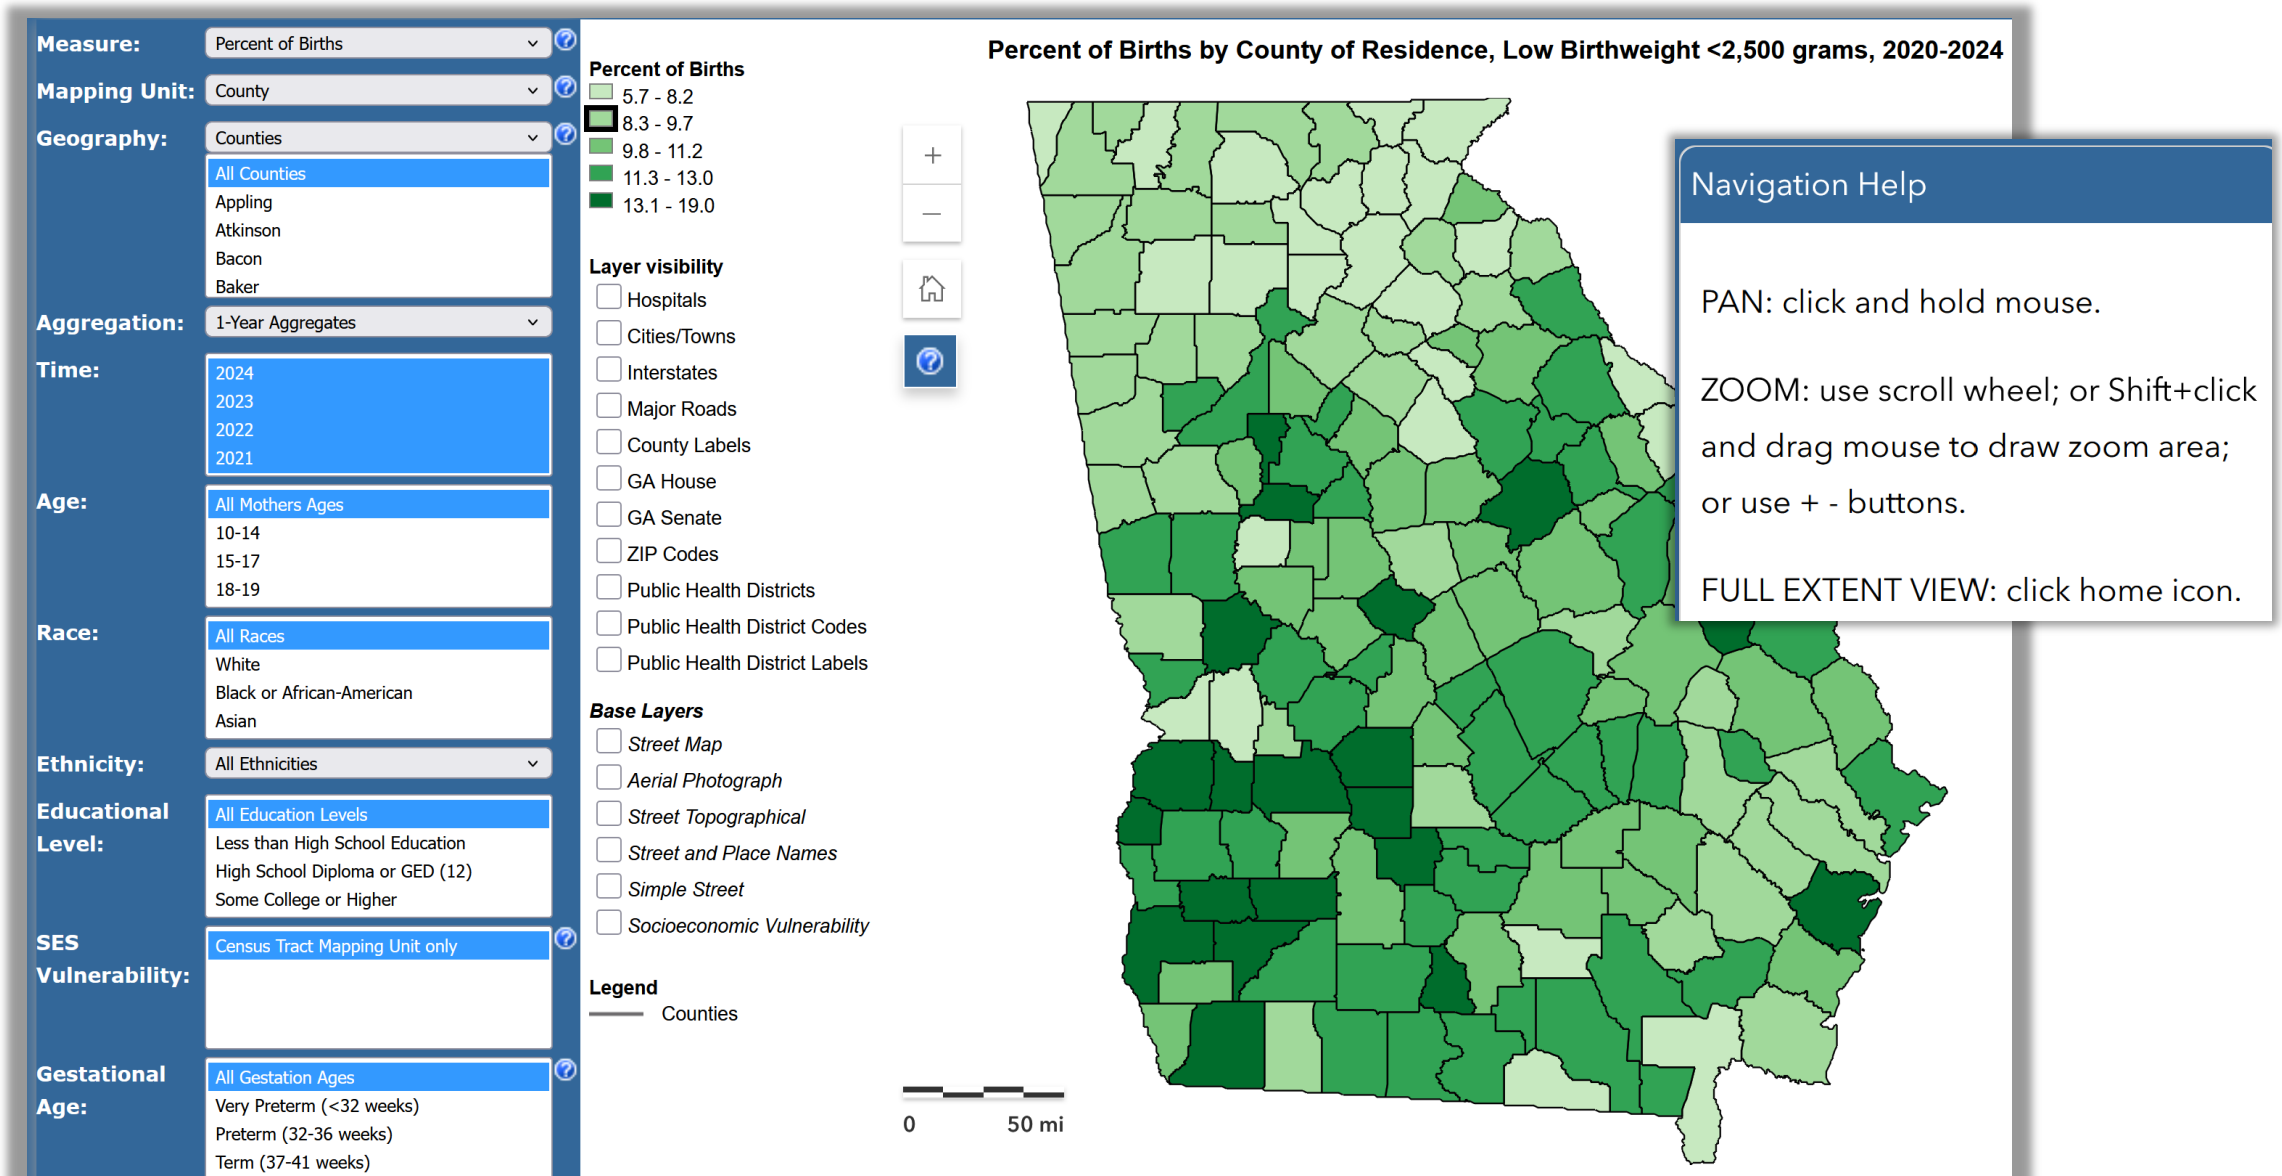 Measure:
Percent of Births
Mapping Unit:
County
Geography:
Counties
All Counties
Appling
Atkinson
Bacon
Baker
Aggregation:
1-Year Aggregates
Time:
2024
2023
2022
2021
Age:
All Mothers Ages
10-14
15-17
18-19
Race:
All Races
White
Black or African-American
Asian
Ethnicity:
All Ethnicities
Educational
Level:
All Education Levels
Less than High School Education
High School Diploma or GED (12)
Some College or Higher
SES
Vulnerability:
Census Tract Mapping Unit only
Gestational
Age:
All Gestation Ages
Very Preterm (<32 weeks)
Preterm (32-36 weeks)
Term (37-41 weeks)
Percent of Births
5.7 - 8.2
8.3 - 9.7
9.8 - 11.2
11.3 - 13.0
13.1 - 19.0
Layer visibility
Hospitals
Cities/Towns
Interstates
Major Roads
County Labels
GA House
GA Senate
ZIP Codes
Public Health Districts
Public Health District Codes
Public Health District Labels
Base Layers
Street Map
Aerial Photograph
Street Topographical
Street and Place Names
Simple Street
Socioeconomic Vulnerability
Legend
Counties
Percent of Births by County of Residence, Low Birthweight <2,500 grams, 2020-2024
0 50 mi
Navigation Help
PAN: click and hold mouse.
ZOOM: use scroll wheel; or Shift+click
and drag mouse to draw zoom area;
or use + - buttons.
FULL EXTENT VIEW: click home icon.